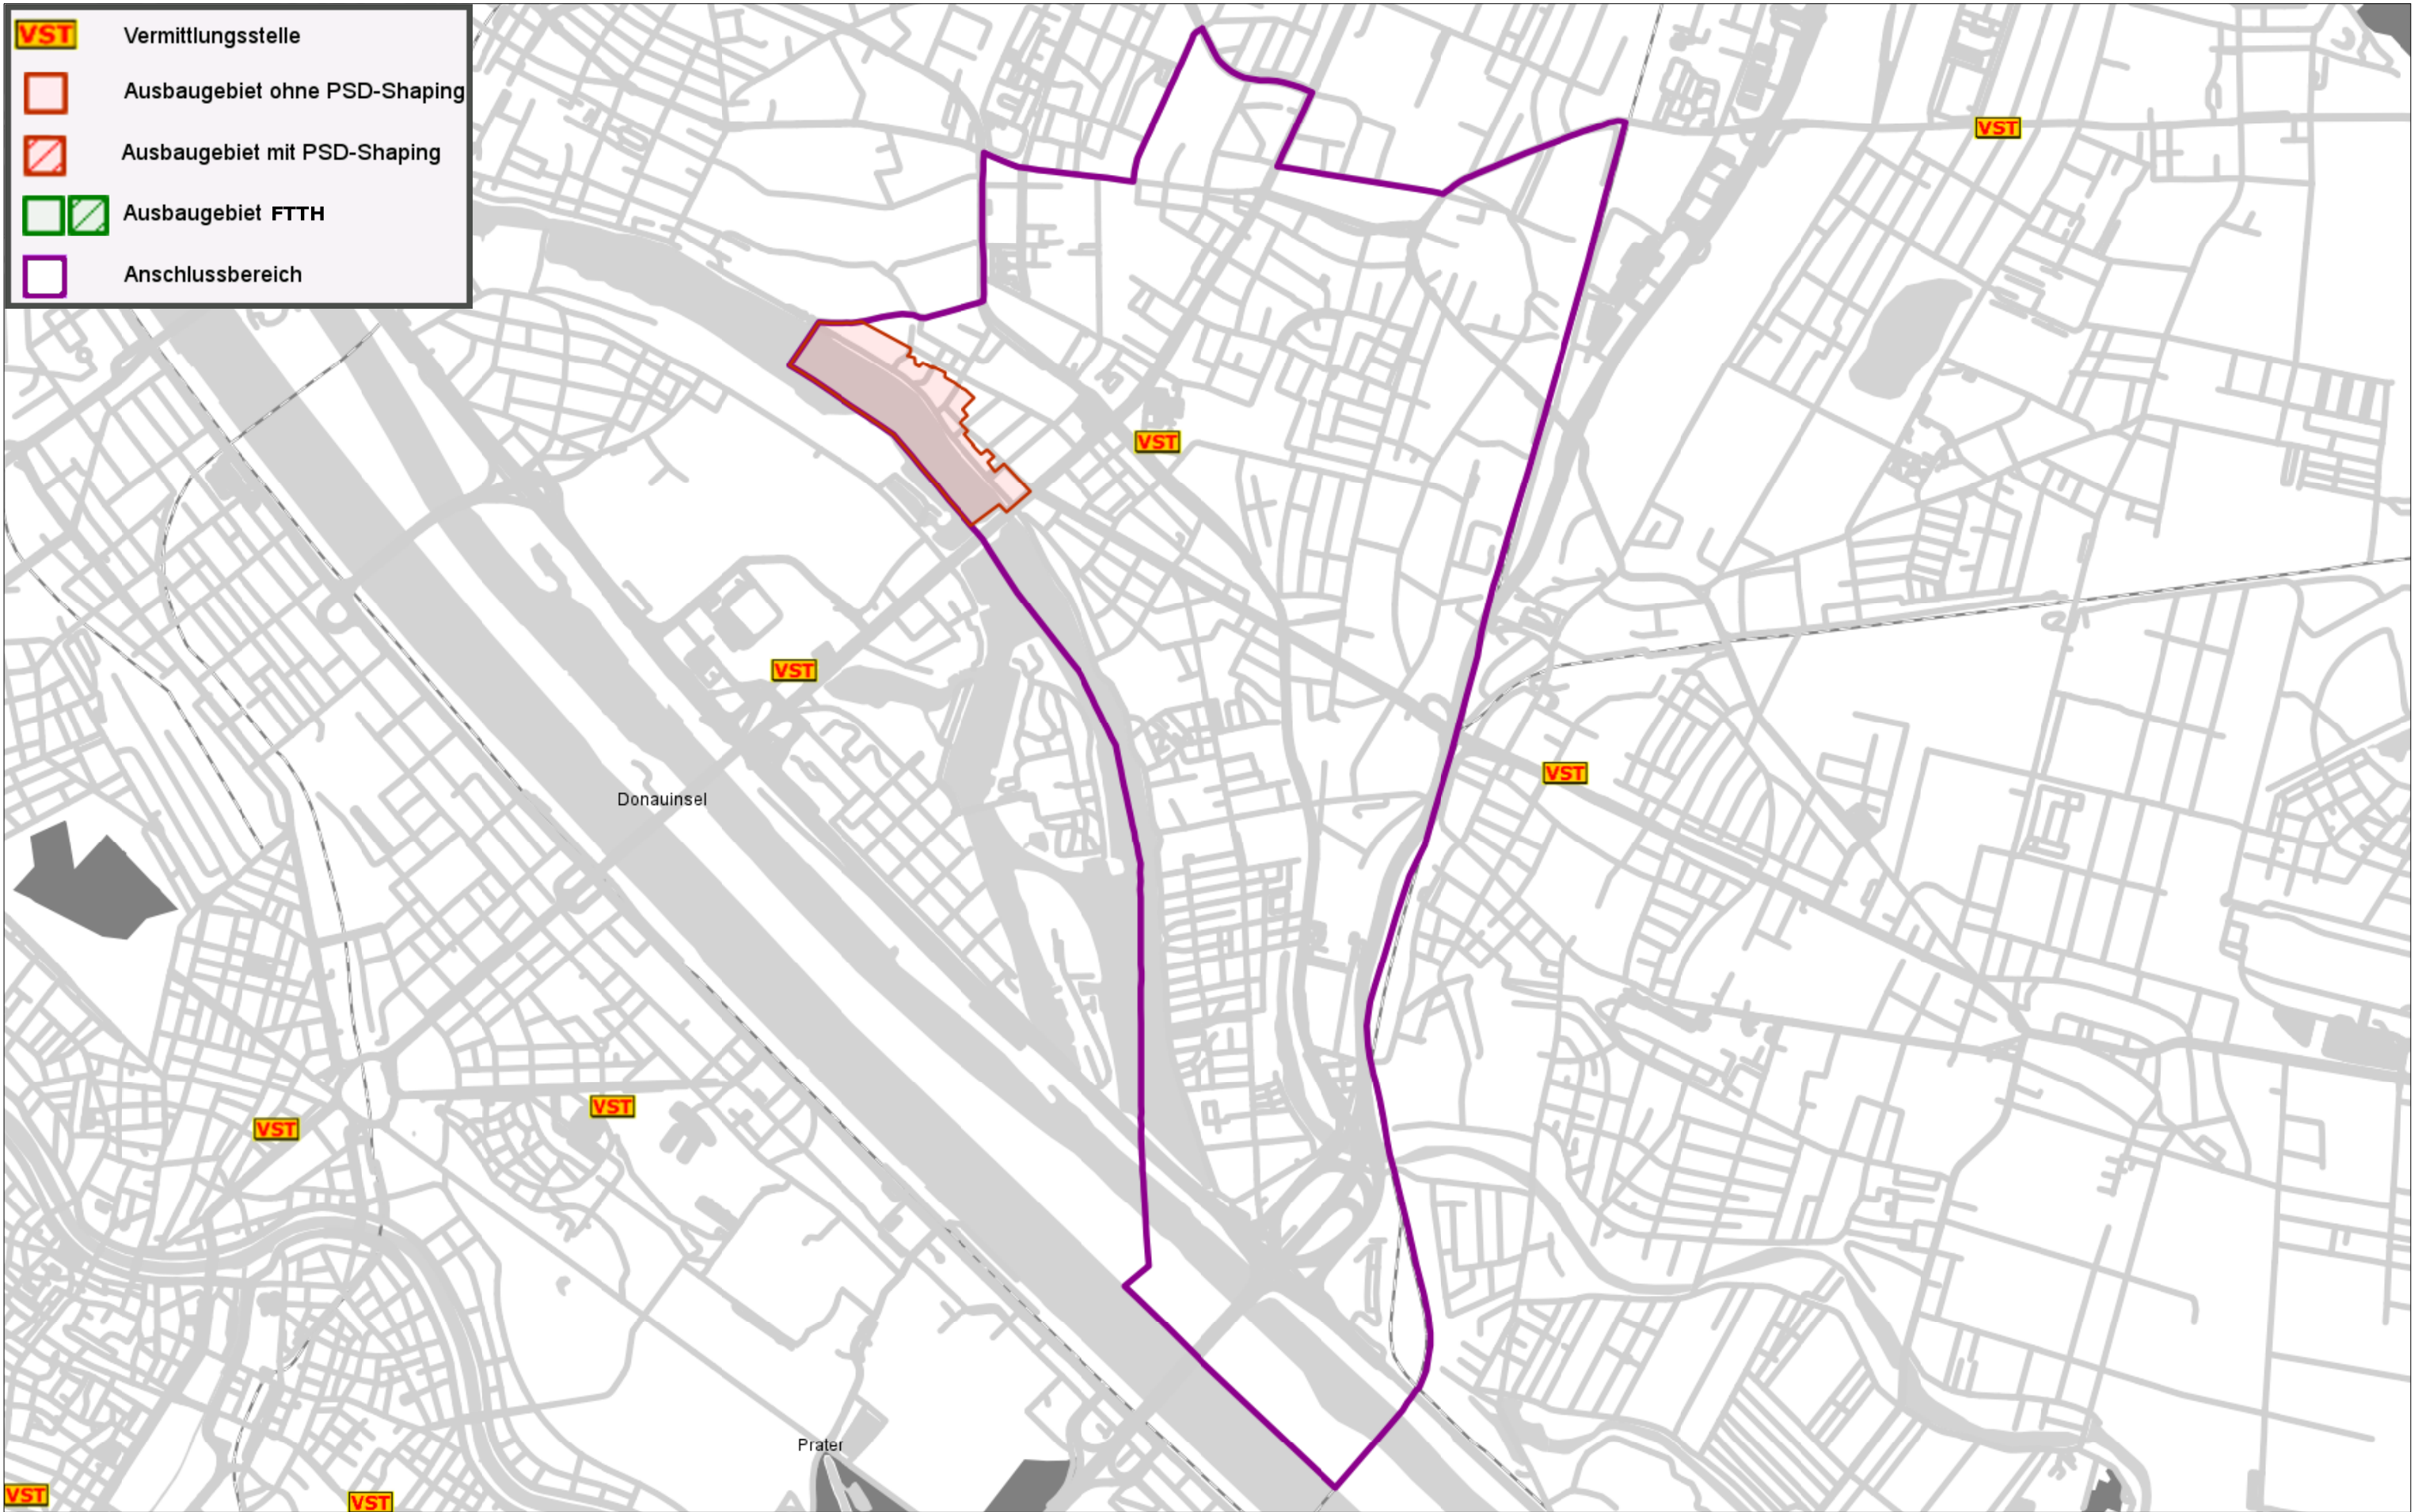 VST Vermittlungsstelle
Ausbaugebiet ohne PSD-Shaping
Ausbaugebiet mit PSD-Shaping
Ausbaugebiet FTTH
Anschlussbereich
VST
VST
VST
VST
Donauinsel
VST
VST
Prater
VST
VST